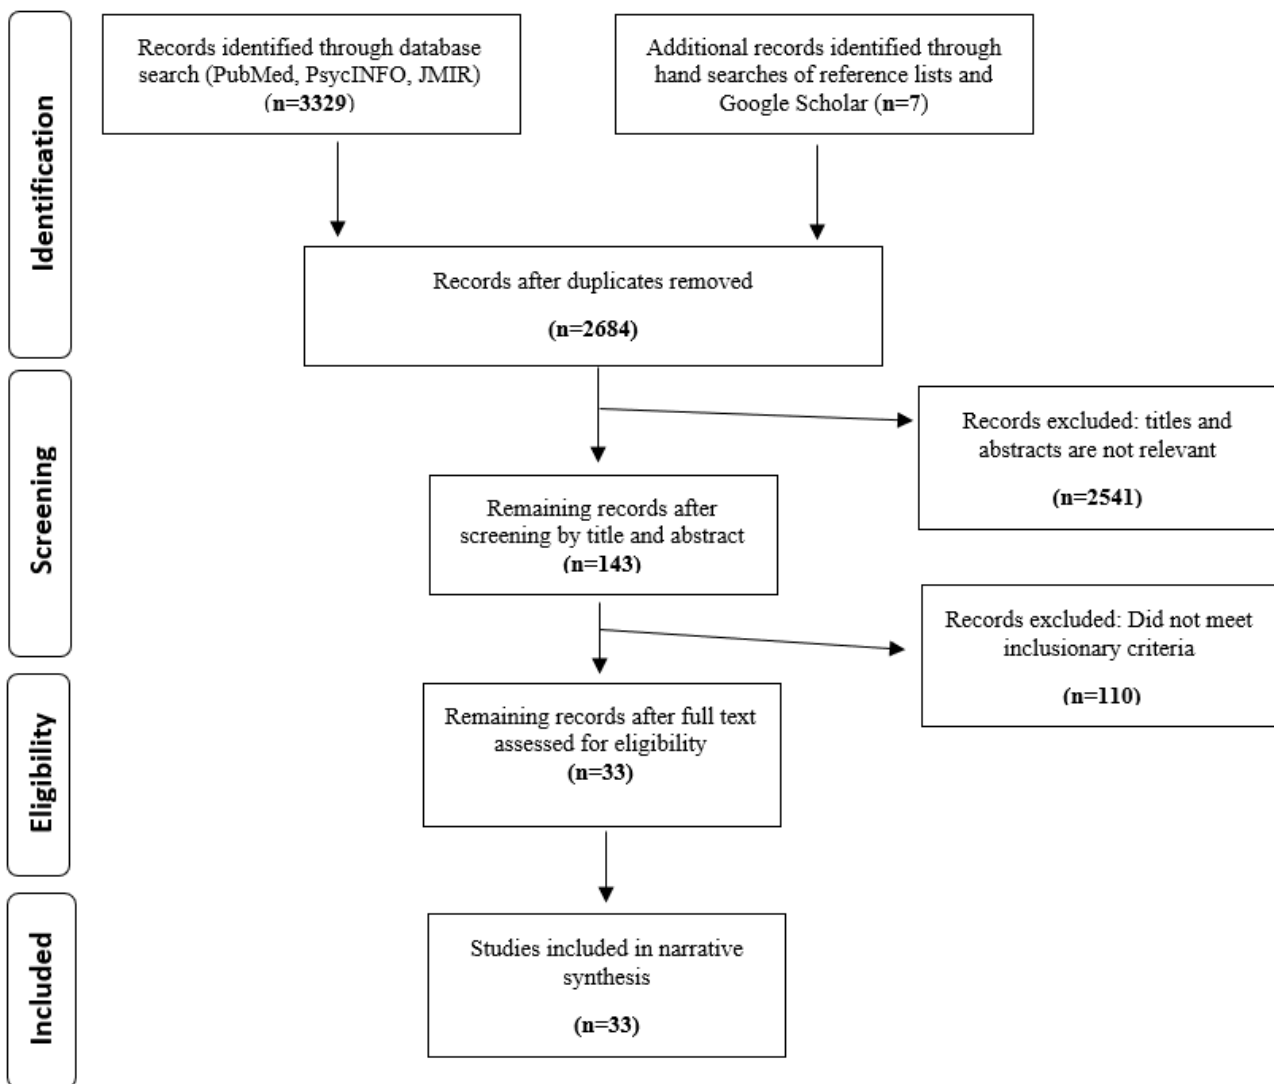 Identification
Records identified through database
search (PubMed, PsycINFO, JMIR)
(n=3329)
Additional records identified through
hand searches of reference lists and
Google Scholar (n=7)
Records after duplicates removed
(n=2684)
Screening
Records excluded: titles and
abstracts are not relevant
(n=2541)
Remaining records after
screening by title and abstract
(n=143)
Records excluded: Did not meet
inclusionary criteria
(n=110)
Eligibility
Remaining records after full text
assessed for eligibility
(n=33)
Included
Studies included in narrative
synthesis
(n=33)